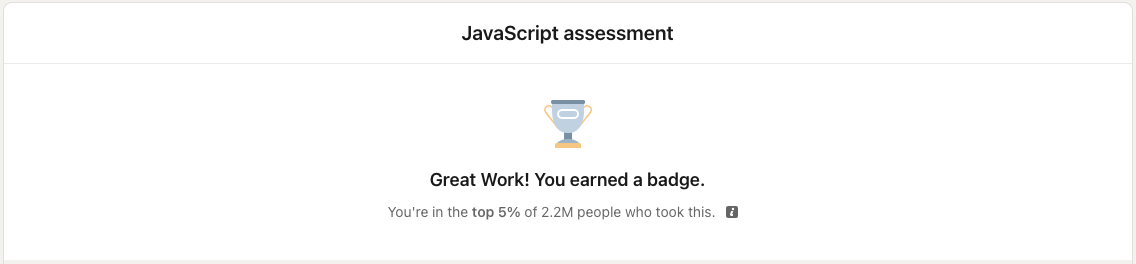 JavaScript assessment
Great Work! You earned a badge.
You're in the top 5% of 2.2M people who took this.